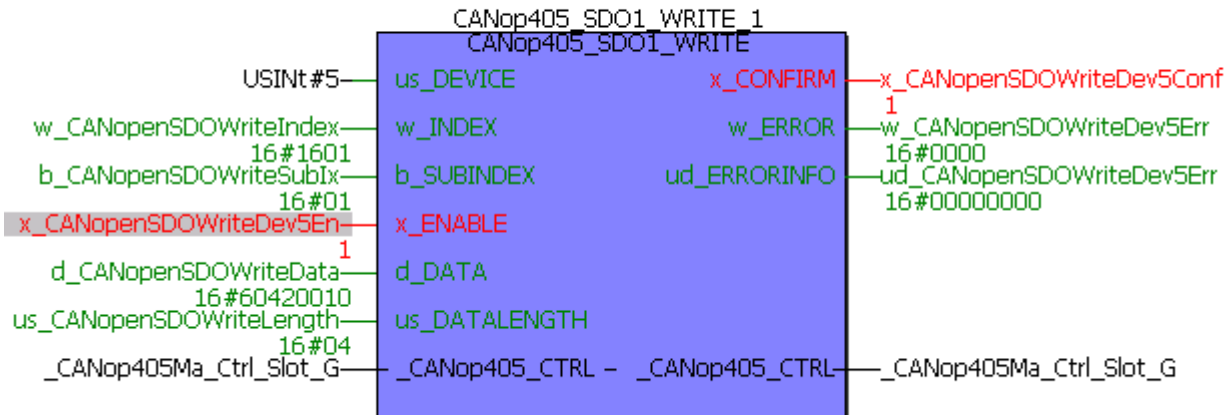 CANop405_SDO1_WRITE_1
CANop405_SDO1_WRITE
USINt#5 us_DEVICE x_CONFIRM x_CANopenSDOWriteDev5Conf
1
w_CANopenSDOWriteIndex w_INDEX w_ERROR w_CANopenSDOWriteDev5Err
16#1601 16#0000
b_CANopenSDOWriteSubIx b_SUBINDEX ud_ERRORINFO ud_CANopenSDOWriteDev5Err
16#01 16#00000000
x_CANopenSDOWriteDev5En x_ENABLE
1
d_CANopenSDOWriteData d_DATA
16#60420010
us_CANopenSDOWriteLength us_DATALENGTH
16#04
_CANop405Ma_Ctrl_Slot_G _CANop405_CTRL – _CANop405_CTRL _CANop405Ma_Ctrl_Slot_G